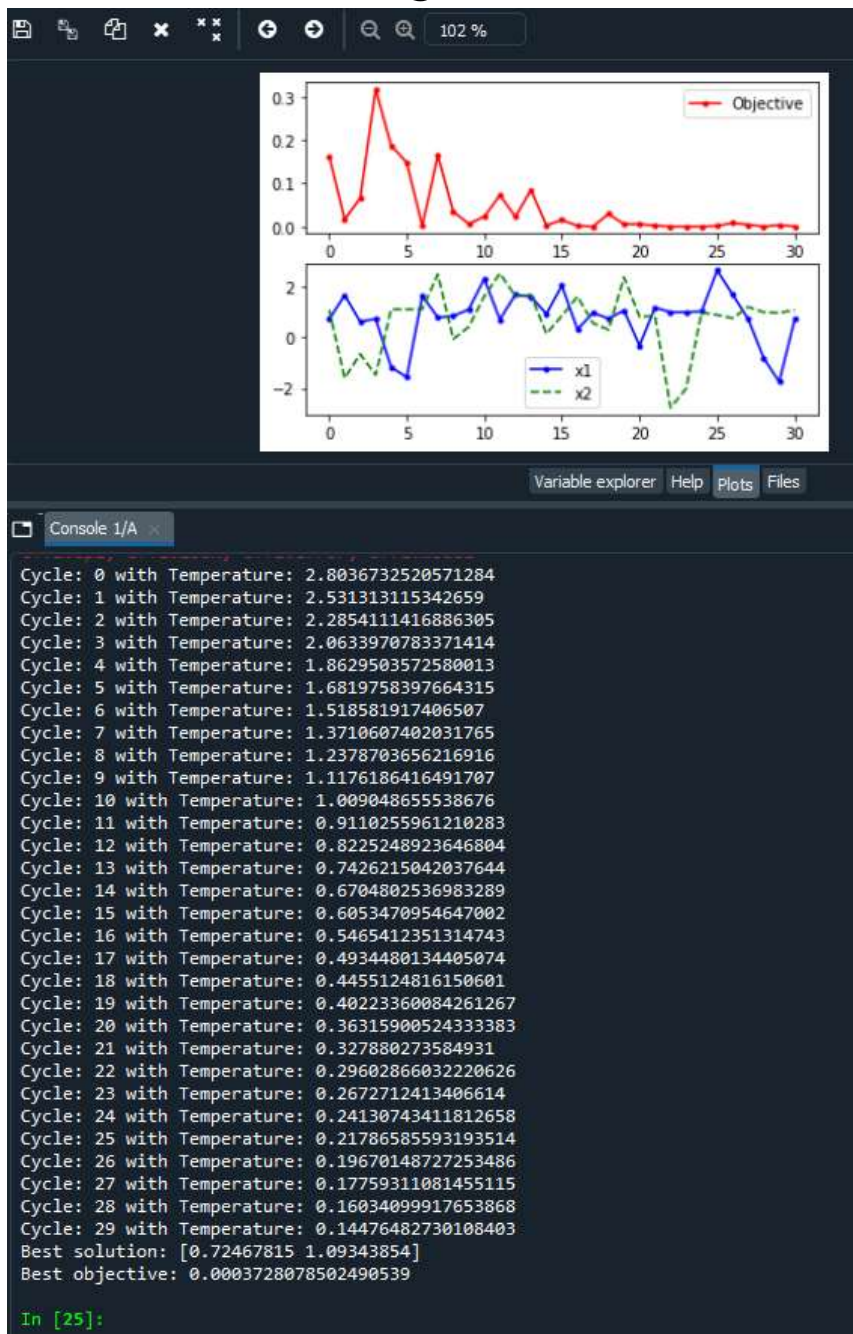 102 %
0.3
Objective
0.2
0.1
0.0
0 5 10 15 20 25 30
2
0
x1
−2
x2
0 5 10 15 20 25 30
Variable explorer Help Plots Files
Console 1/A
Cycle: 0 with Temperature: 2.8036732520571284
Cycle: 1 with Temperature: 2.531313115342659
Cycle: 2 with Temperature: 2.2854111416886305
Cycle: 3 with Temperature: 2.0633970783371414
Cycle: 4 with Temperature: 1.8629503572580013
Cycle: 5 with Temperature: 1.6819758397664315
Cycle: 6 with Temperature: 1.518581917406507
Cycle: 7 with Temperature: 1.3710607402031765
Cycle: 8 with Temperature: 1.2378703656216916
Cycle: 9 with Temperature: 1.1176186416491707
Cycle: 10 with Temperature: 1.009048655538676
Cycle: 11 with Temperature: 0.9110255961210283
Cycle: 12 with Temperature: 0.8225248923646804
Cycle: 13 with Temperature: 0.7426215042037644
Cycle: 14 with Temperature: 0.6704802536983289
Cycle: 15 with Temperature: 0.6053470954647002
Cycle: 16 with Temperature: 0.5465412351314743
Cycle: 17 with Temperature: 0.4934480134405074
Cycle: 18 with Temperature: 0.4455124816150601
Cycle: 19 with Temperature: 0.40223360084261267
Cycle: 20 with Temperature: 0.36315900524333383
Cycle: 21 with Temperature: 0.327880273584931
Cycle: 22 with Temperature: 0.29602866032220626
Cycle: 23 with Temperature: 0.2672712413406614
Cycle: 24 with Temperature: 0.24130743411812658
Cycle: 25 with Temperature: 0.21786585593193514
Cycle: 26 with Temperature: 0.19670148727253486
Cycle: 27 with Temperature: 0.17759311081455115
Cycle: 28 with Temperature: 0.16034099917653868
Cycle: 29 with Temperature: 0.14476482730108403
Best solution: [0.72467815 1.09343854]
Best objective: 0.0003728078502490539
In [25]: